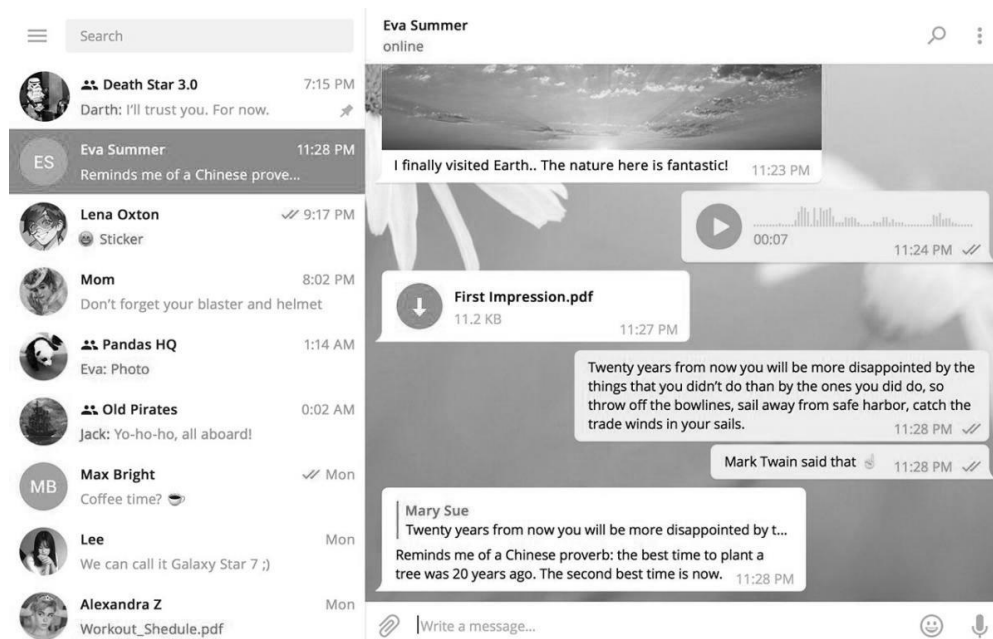 Search
Death Star 3.0 7:15 PM
Darth: I'll trust you. For now.
ES
Eva Summer 11:28 PM
Reminds me of a Chinese prove...
Lena Oxton 9:17 PM
Sticker
Mom 8:02 PM
Don't forget your blaster and helmet
Pandas HQ 1:14 AM
Eva: Photo
Old Pirates 0:02 AM
Jack: Yo-ho-ho, all aboard!
MB
Max Bright Mon
Coffee time?
Lee Mon
We can call it Galaxy Star 7 ;)
Alexandra Z Mon
Workout_Shedule.pdf
Eva Summer
online
I finally visited Earth.. The nature here is fantastic! 11:23 PM
00:07
11:24 PM
First Impression.pdf
11.2 KB
11:27 PM
Twenty years from now you will be more disappointed by the
things that you didn't do than by the ones you did do, so
throw off the bowlines, sail away from safe harbor, catch the
trade winds in your sails.
11:28 PM
Mark Twain said that 11:28 PM
Mary Sue
Twenty years from now you will be more disappointed by t...
Reminds me of a Chinese proverb: the best time to plant a
tree was 20 years ago. The second best time is now. 11:28 PM
Write a message...